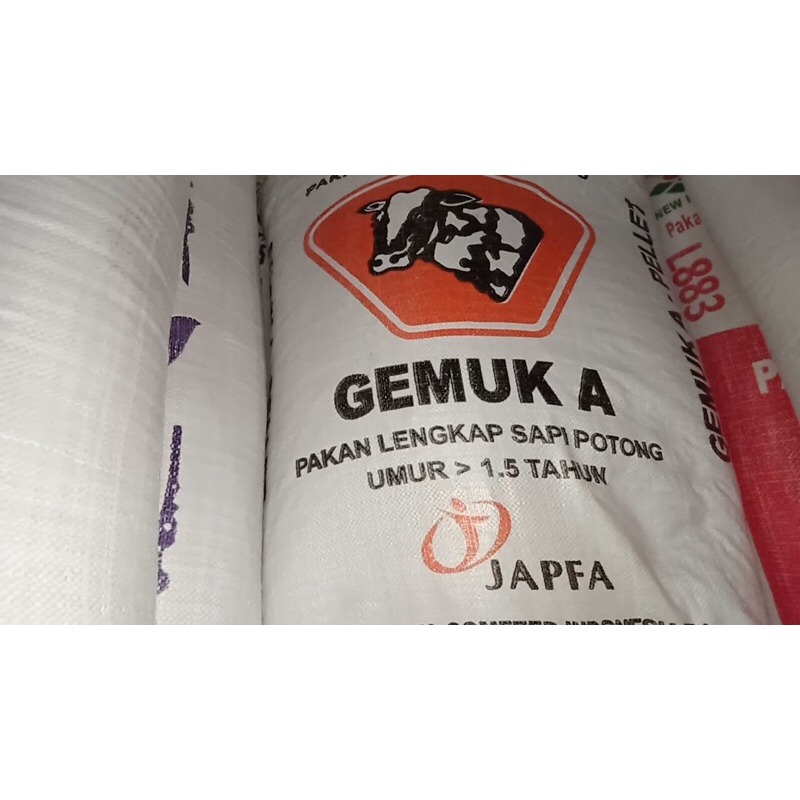 GEMUK A
PAKAN LENGKAP SAPI POTONG
UMUR > 1.5 TAHUN
JAPFA
GEMUK A - PELLET
NEW
Paka
L883